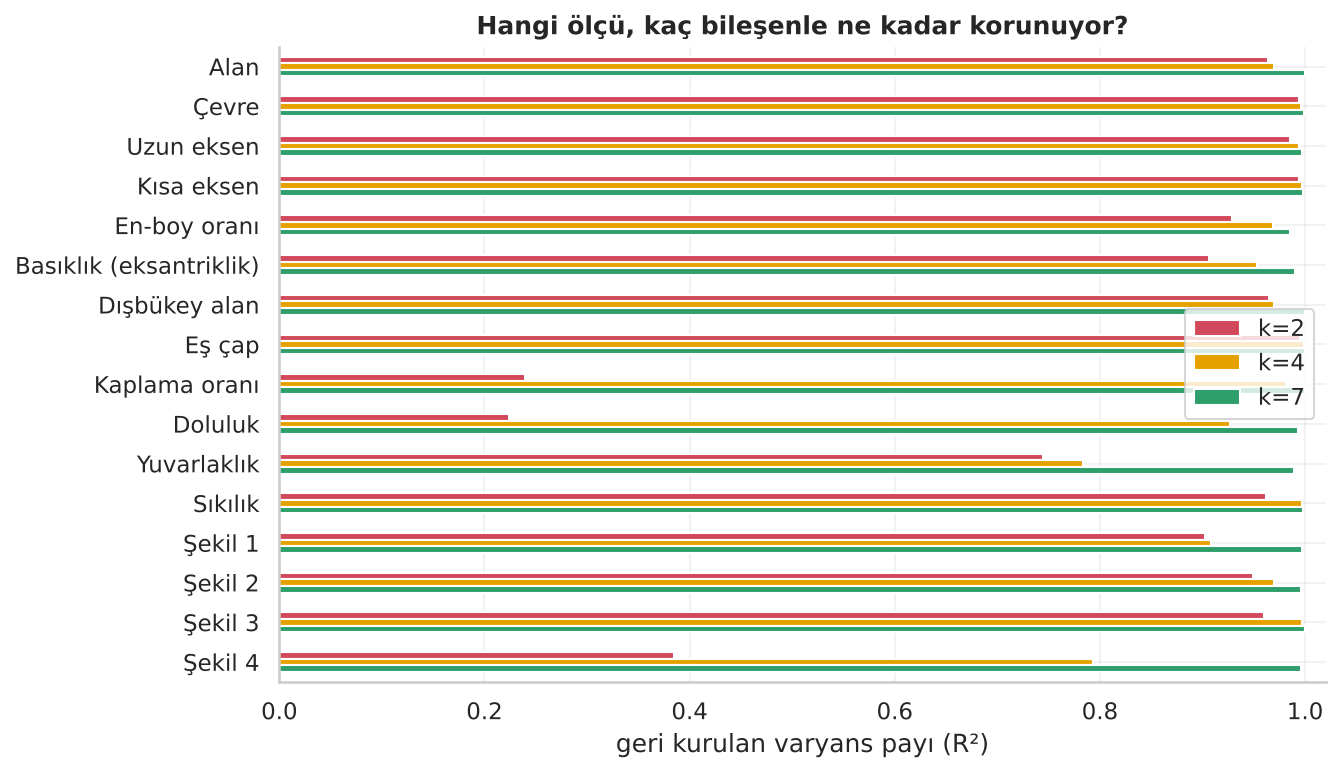 Hangi ölçü, kaç bileşenle ne kadar korunuyor?
Alan
Çevre
Uzun eksen
Kısa eksen
En-boy oranı
Basıklık (eksantriklik)
Dışbükey alan
Eş çap
Kaplama oranı
Doluluk
Yuvarlaklık
Sıkılık
Şekil 1
Şekil 2
Şekil 3
Şekil 4
k=2
k=4
k=7
0.0 0.2 0.4 0.6 0.8 1.0
geri kurulan varyans payı (R²)